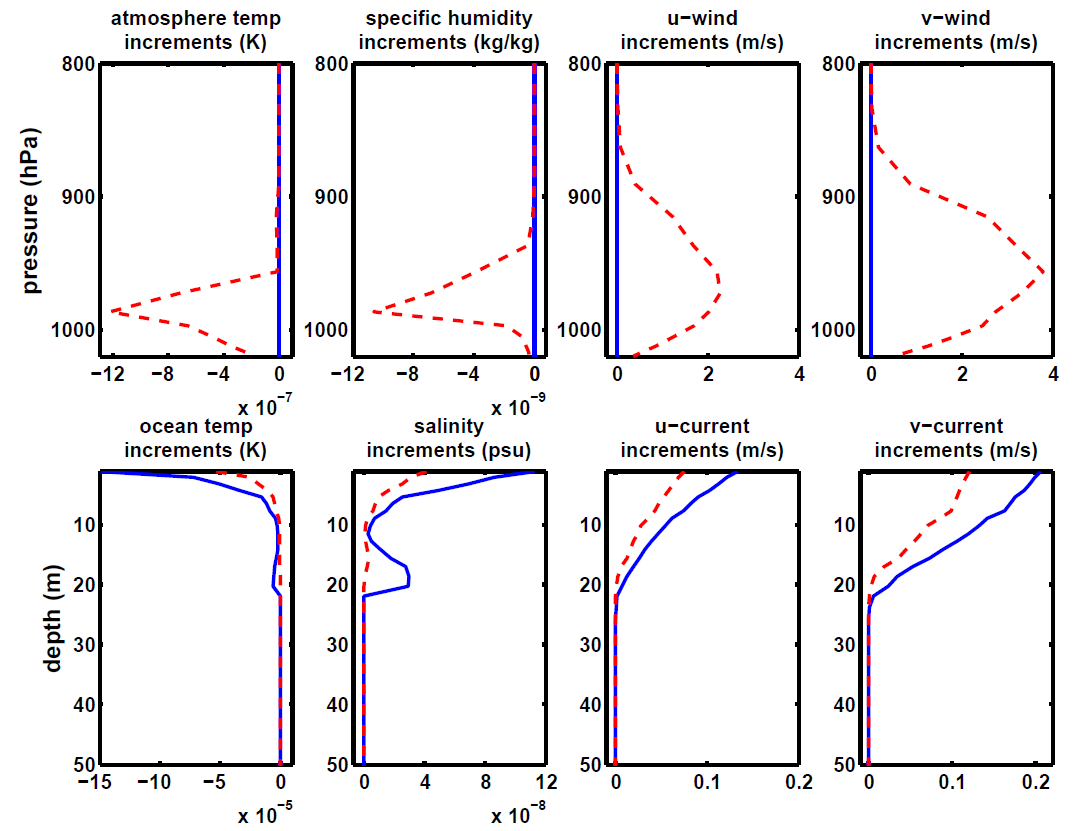 atmosphere temp
increments (K)
specific humidity
increments (kg/kg)
u−wind
increments (m/s)
v−wind
increments (m/s)
pressure (hPa)
800
900
1000
−12 −8 −4 0
x 10−7
800
900
1000
−12 −8 −4 0
x 10−9
800
900
1000
0 2 4
800
900
1000
0 2 4
ocean temp
increments (K)
salinity
increments (psu)
u−current
increments (m/s)
v−current
increments (m/s)
depth (m)
10
20
30
40
50
−15 −10 −5 0
x 10−5
10
20
30
40
50
0 4 8 12
x 10−8
10
20
30
40
50
0 0.1 0.2
10
20
30
40
50
0 0.1 0.2